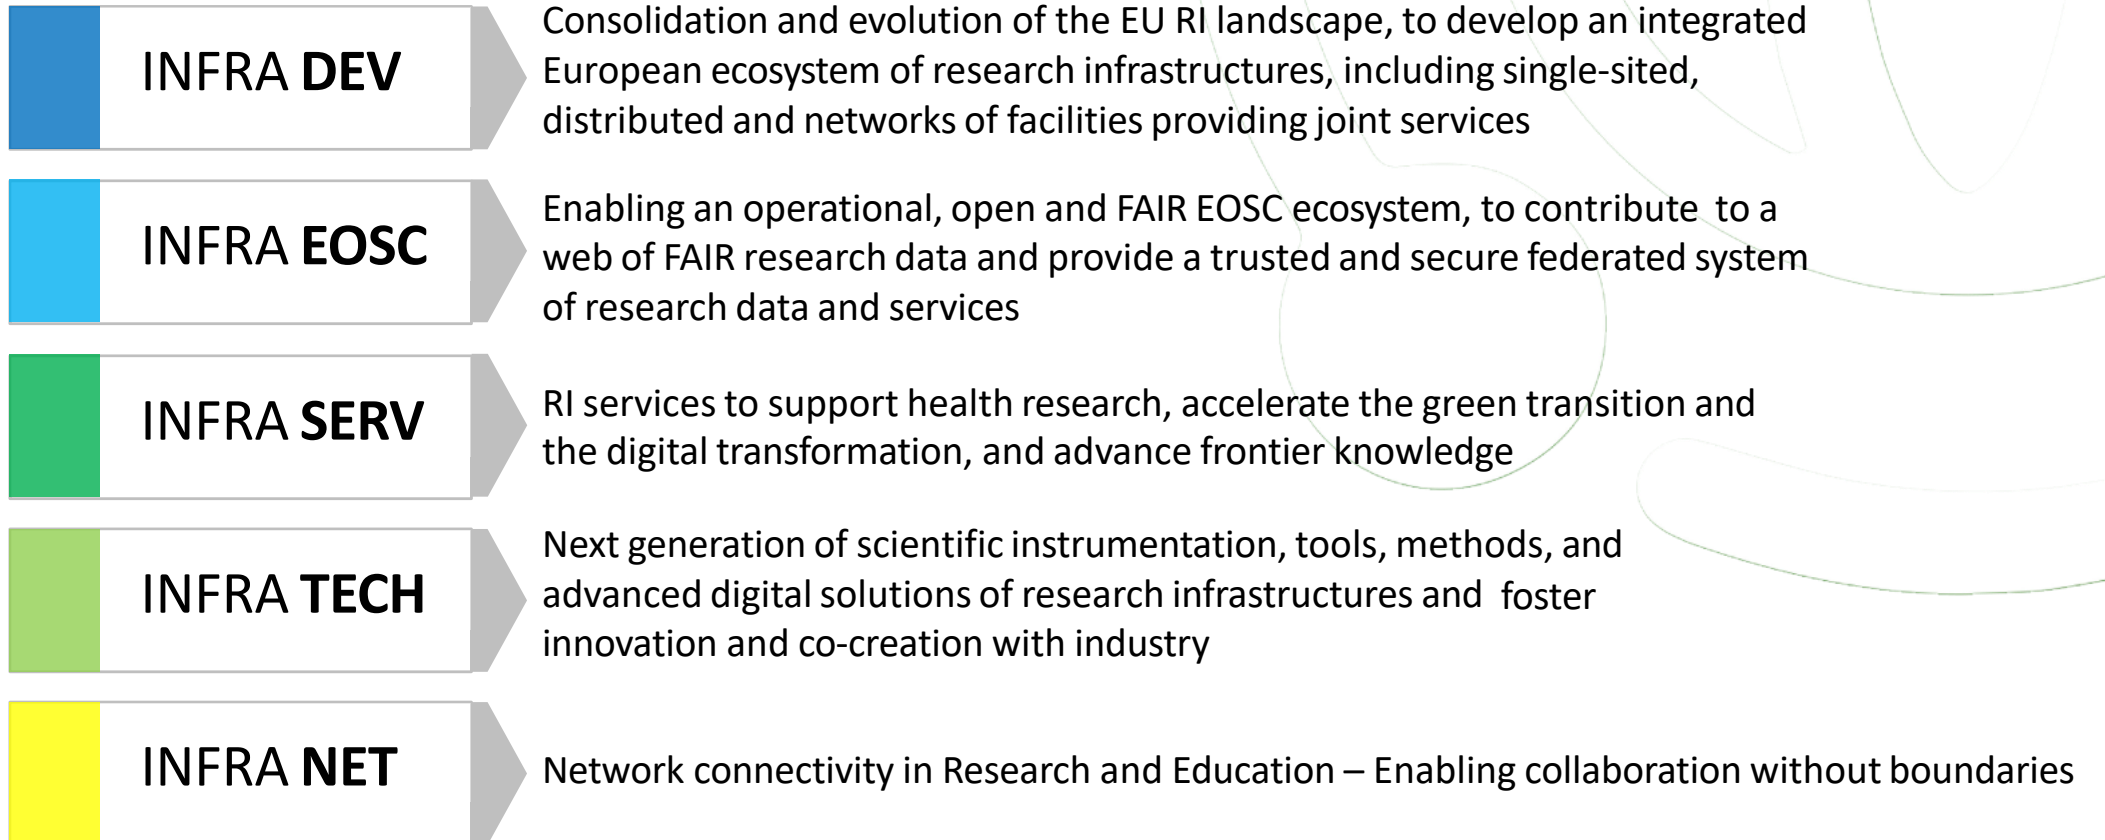 INFRA DEV
Consolidation and evolution of the EU RI landscape, to develop an integrated
European ecosystem of research infrastructures, including single-sited,
distributed and networks of facilities providing joint services
INFRA EOSC
Enabling an operational, open and FAIR EOSC ecosystem, to contribute to a
web of FAIR research data and provide a trusted and secure federated system
of research data and services
INFRA SERV
RI services to support health research, accelerate the green transition and
the digital transformation, and advance frontier knowledge
INFRA TECH
Next generation of scientific instrumentation, tools, methods, and
advanced digital solutions of research infrastructures and foster
innovation and co-creation with industry
INFRA NET
Network connectivity in Research and Education – Enabling collaboration without boundaries